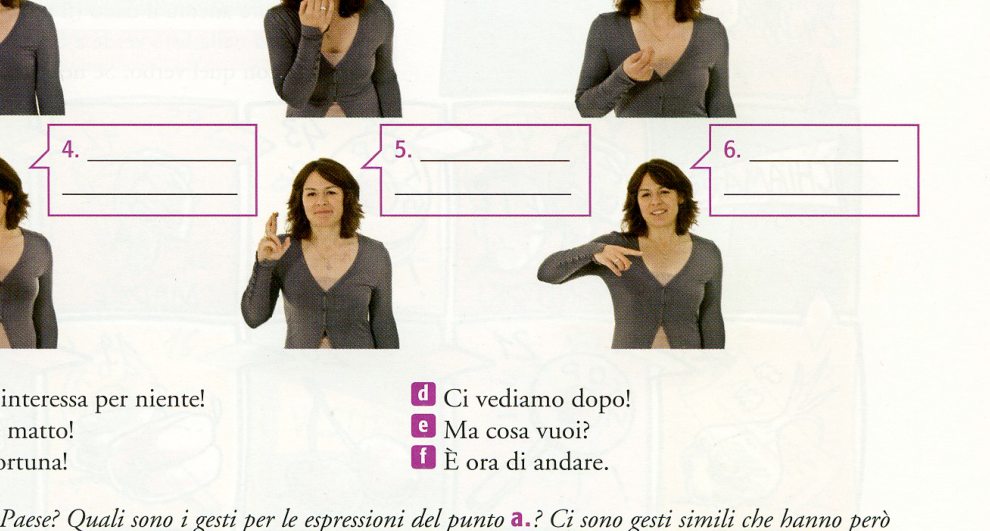 4.
5.
6.
interessa per niente!
matto!
ortuna!
d Ci vediamo dopo!
e Ma cosa vuoi?
f È ora di andare.
Paese? Quali sono i gesti per le espressioni del punto a.? Ci sono gesti simili che hanno però